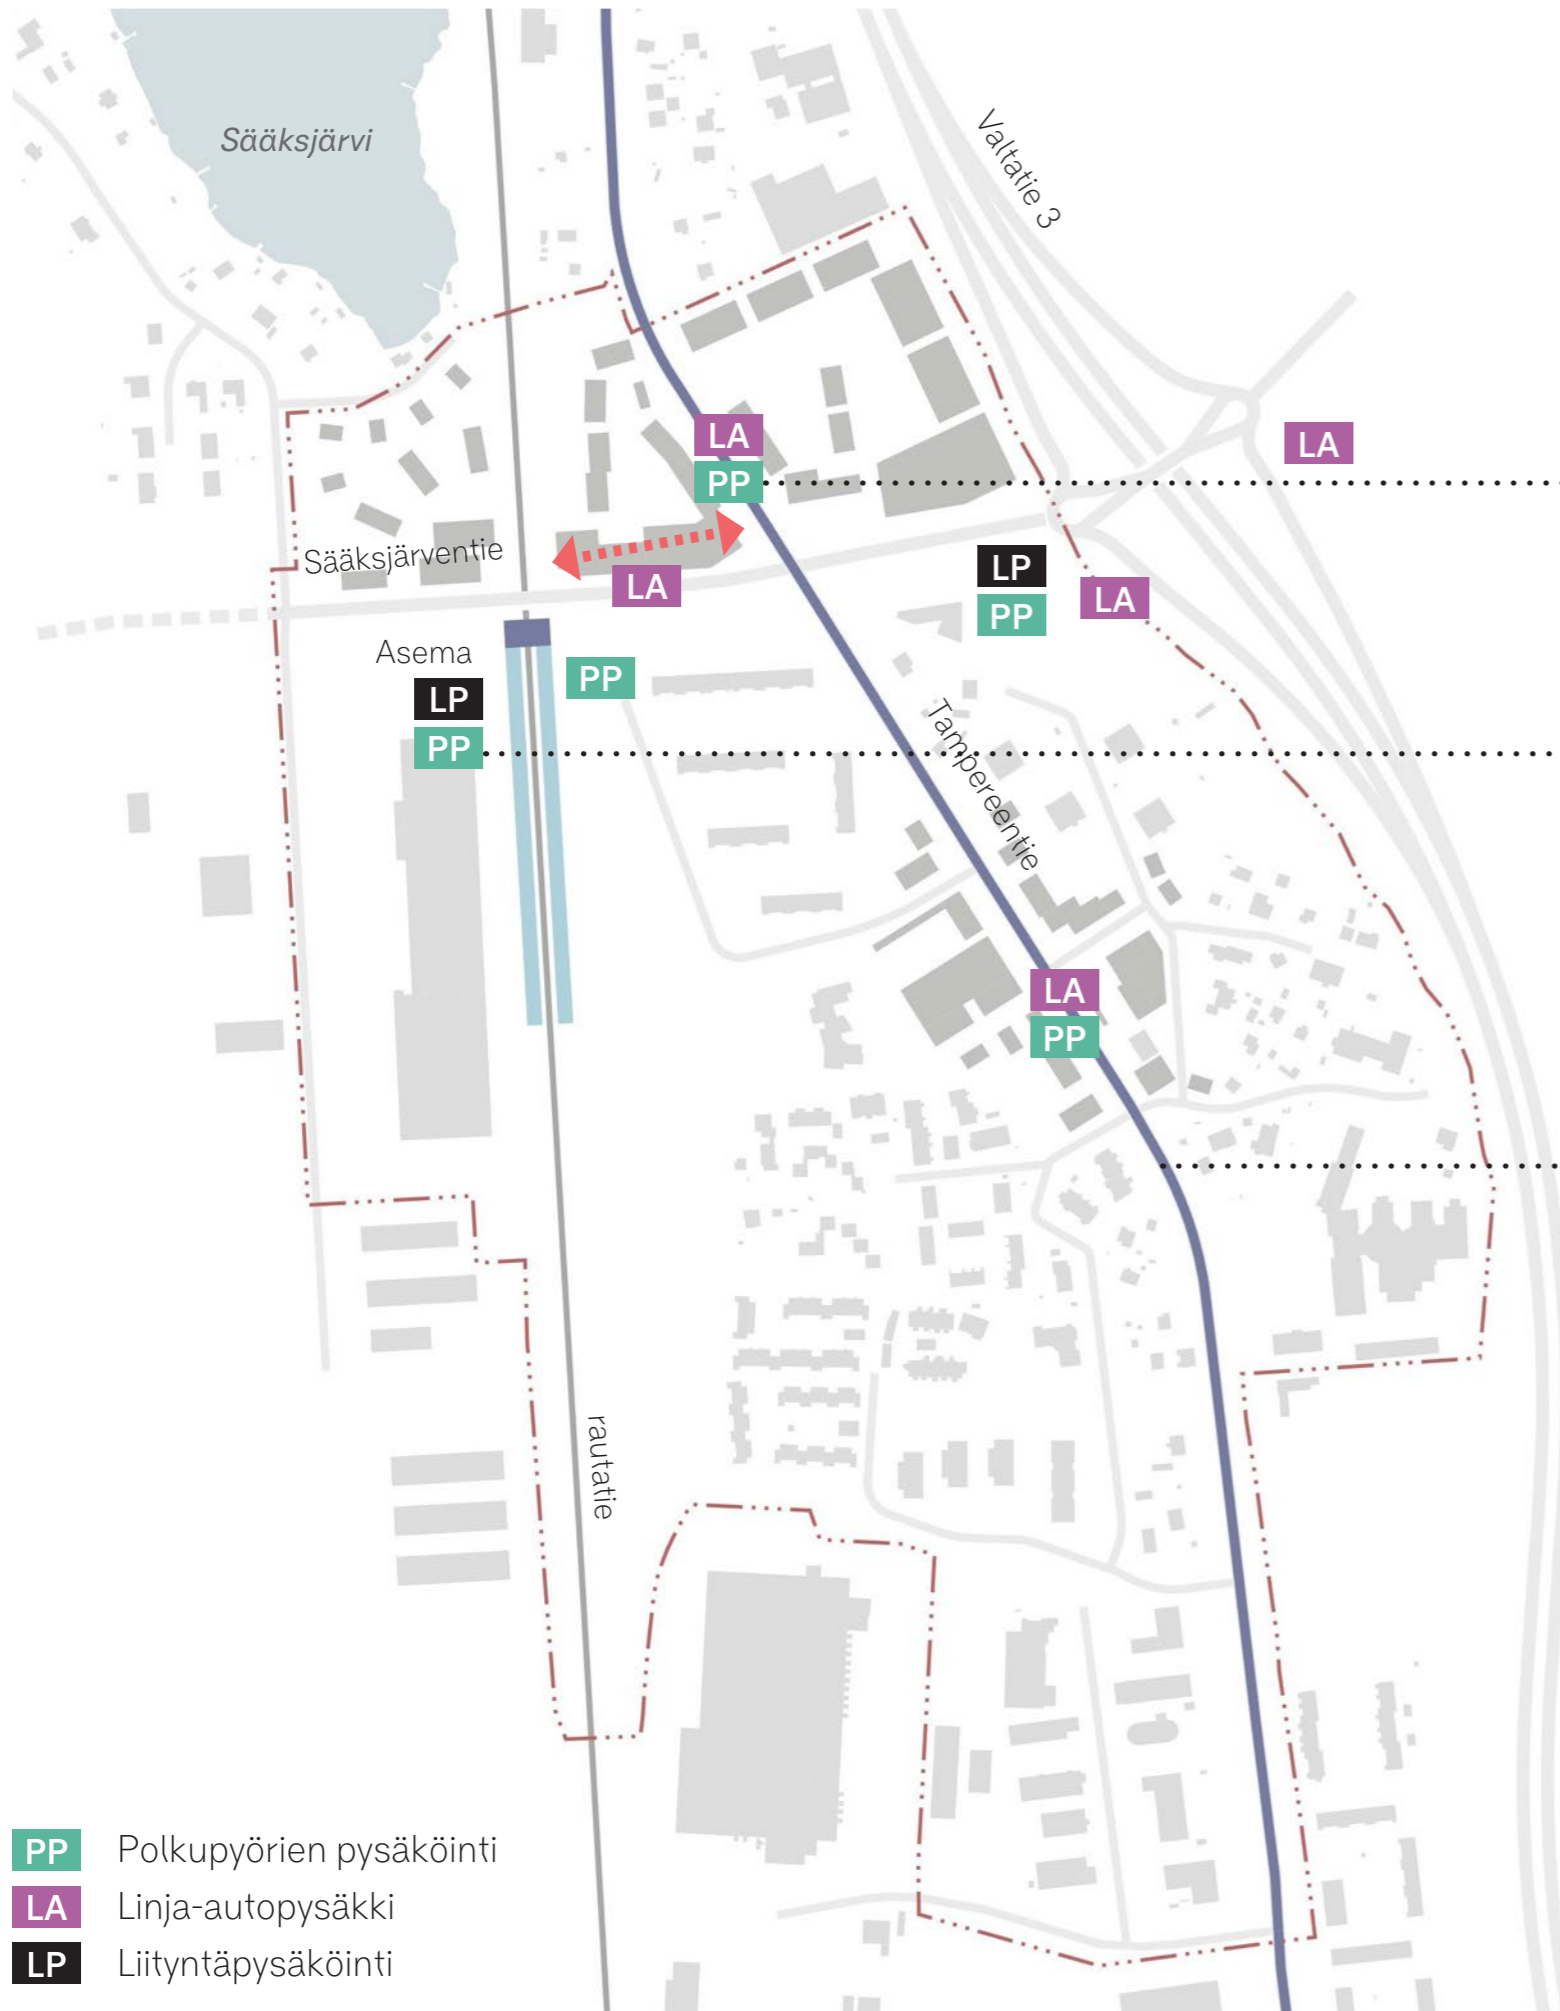 Sääksjärvi
Valtatie 3
LA
PP
LA
Sääksjärventie
LA
LP
PP
LA
Asema
LP
PP
PP
Tampereentie
LA
PP
rautatie
PP Polkupyörien pysäköinti
LA Linja-autopysäkki
LP Liityntäpysäköinti